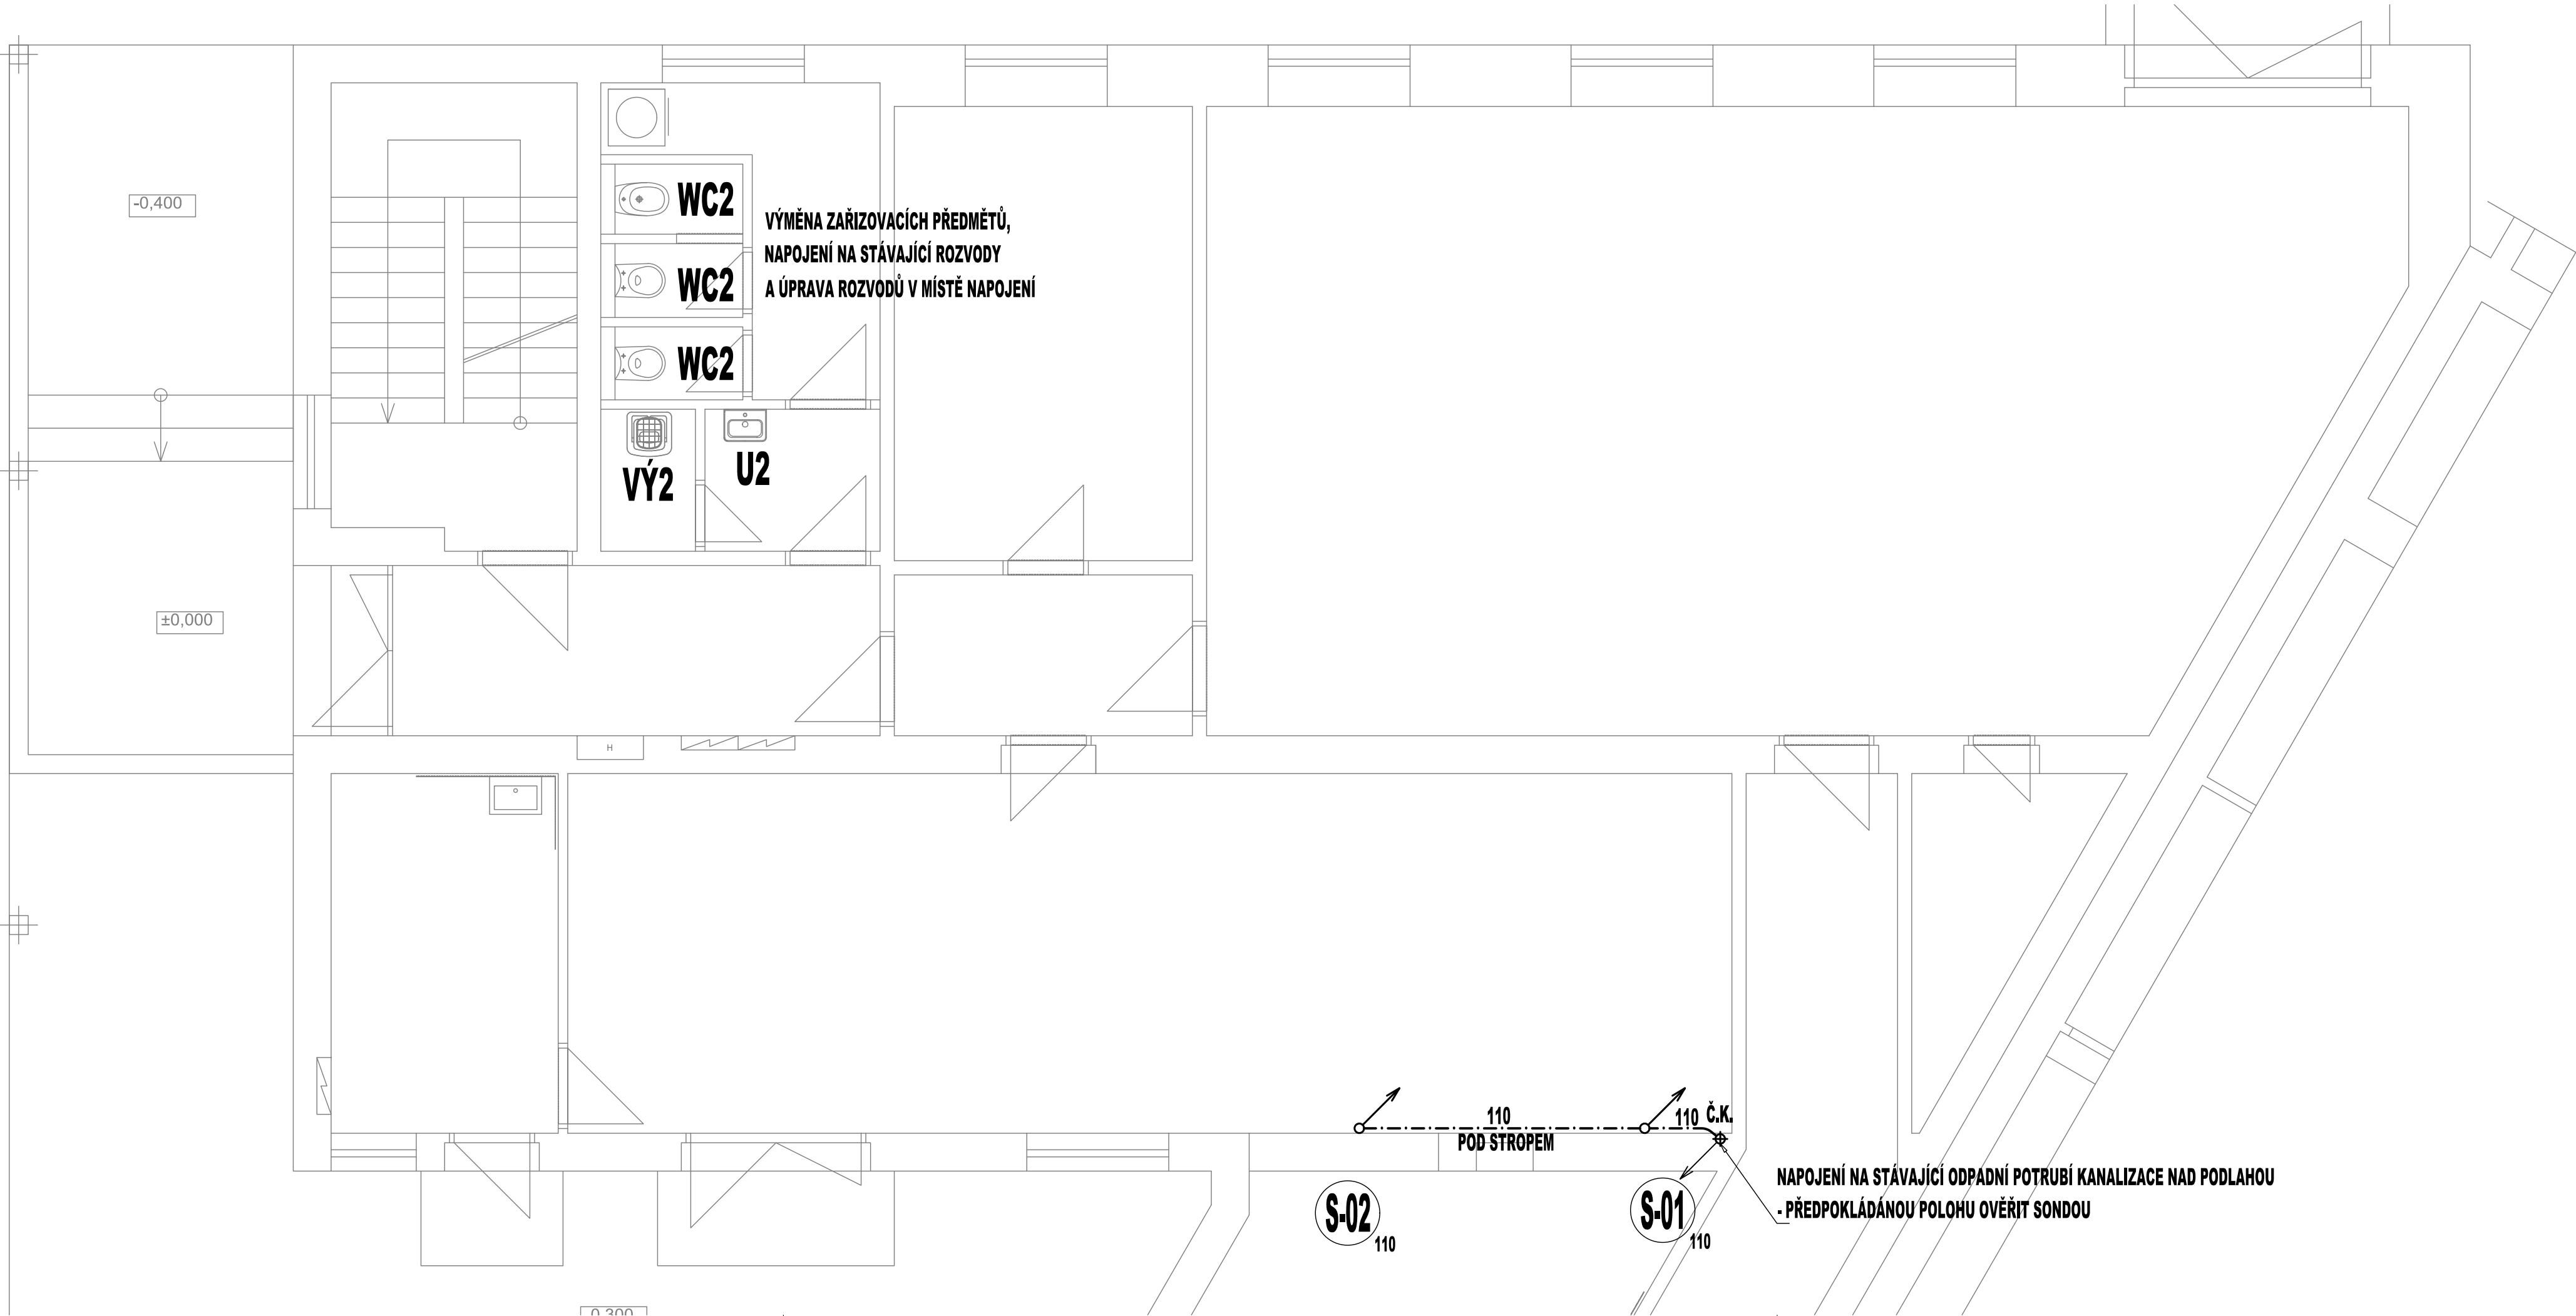 -0,400
WC2
VÝMĚNA ZAŘIZOVACÍCH PŘEDMĚTŮ,
NAPOJENÍ NA STÁVAJÍCÍ ROZVODY
A ÚPRAVA ROZVODŮ V MÍSTĚ NAPOJENÍ
WC2
WC2
VÝ2
U2
±0,000
H
110
POD STROPEM
110
Č.K.
NAPOJENÍ NA STÁVAJÍCÍ ODPADNÍ POTRUBÍ KANALIZACE NAD PODLAHOU
- PŘEDPOKLÁDÁNOU POLOHU OVĚŘIT SONDOU
S-02
110
S-01
110